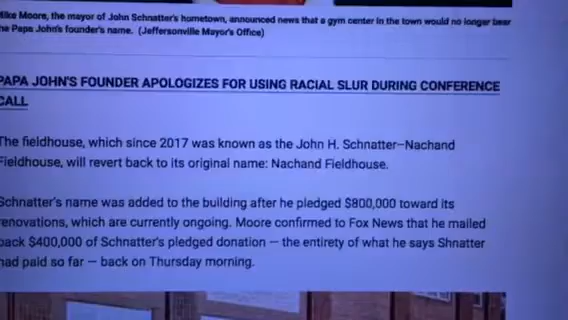 Mike Moore, the mayor of John Schnatter's hometown, announced news that a gym center in the town would no longer bear
he Papa John's founder's name. (Jeffersonville Mayor's Office)
PAPA JOHN'S FOUNDER APOLOGIZES FOR USING RACIAL SLUR DURING CONFERENCE
CALL
The fieldhouse, which since 2017 was known as the John H. Schnatter–Nachand
Fieldhouse, will revert back to its original name: Nachand Fieldhouse.
Schnatter's name was added to the building after he pledged $800,000 toward its
renovations, which are currently ongoing. Moore confirmed to Fox News that he mailed
back $400,000 of Schnatter's pledged donation — the entirety of what he says Shnatter
had paid so far — back on Thursday morning.